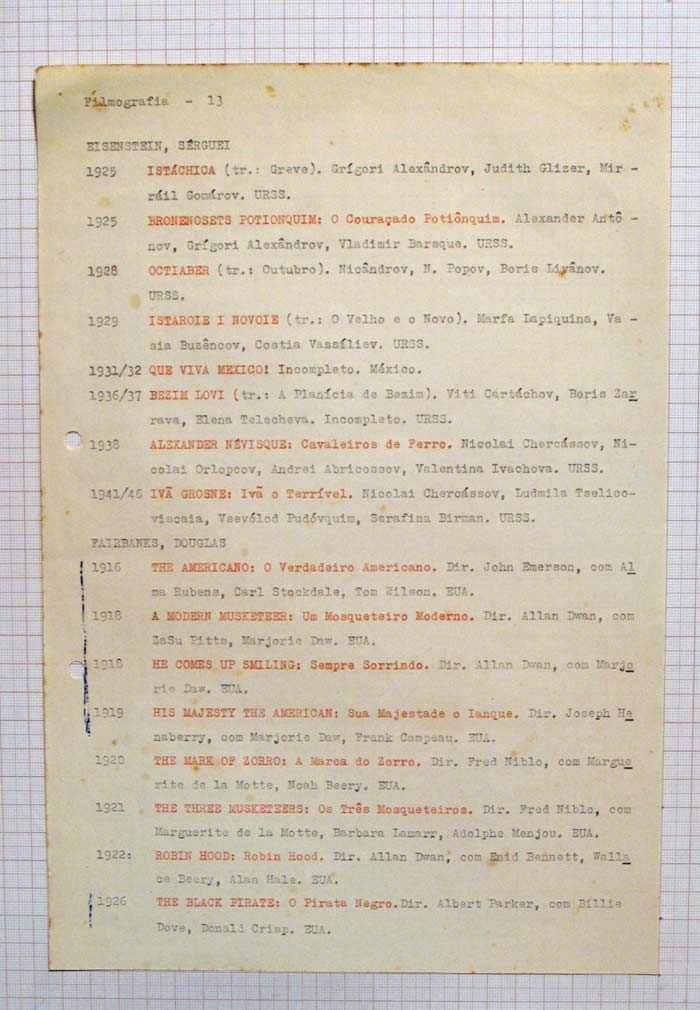 Filmografia - 13
EISENSTEIN, SÉRGUEI
1925 ISTÁCHICA (tr.: Greve). Grígori Alexândrov, Judith Glizer, Mir -
ráil Gomárov. URSS.
1925 BRONENOSETS POTIONQUIM: O Couraçado Potiônquim. Alexander Antô -
nov, Grígori Alexândrov, Vladimir Barsque. URSS.
1928 OCTIABER (tr.: Outubro). Nicândrov, N. Popov, Boris Livânov.
URSS.
1929 ISTAROIE I NOVOIE (tr.: O Velho e o Novo). Marfa Lapiquina, Va -
sia Buzêncov, Costia Vassíliev. URSS.
1931/32 QUE VIVA MEXICO! Incompleto. México.
1936/37 BEZIM LOVI (tr.: A Planícia de Bezim). Viti Cartáchov, Boris Zar
rava, Elena Telecheva. Incompleto. URSS.
1938 ALEXANDER NÉVISQUE: Cavaleiros de Ferro. Nicolai Chercássov, Ni-
colai Orlopcov, Andrei Abricossov, Valentina Ivachova. URSS.
1941/46 IVÃ GROSNE: Ivã o Terrível. Nicolai Chercássov, Ludmila Tselico-
viscaia, Vsevólod Pudóvquim, Serafina Birman. URSS.
FAIRBANKS, DOUGLAS
1916 THE AMERICANO: O Verdadeiro Americano. Dir. John Emerson, com Al
ma Rubens, Carl Stockdale, Tom Wilson. EUA.
1918 A MODERN MUSKETEER: Um Mosqueteiro Moderno. Dir. Allan Dwan, com
ZaSu Pitts, Marjorie Daw. EUA.
1918 HE COMES UP SMILING: Sempre Sorrindo. Dir. Allan Dwan, com Marjo
rie Daw. EUA.
1919 HIS MAJESTY THE AMERICAN: Sua Majestade o Ianque. Dir. Joseph He
naberry, com Marjorie Daw, Frank Campeau. EUA.
1920 THE MARK OF ZORRO: A Marca do Zorro. Dir. Fred Niblo, com Margue
rite de la Motte, Noah Beery. EUA.
1921 THE THREE MUSKETEERS: Os Três Mosqueteiros. Dir. Fred Niblo, com
Marguerite de la Motte, Barbara Lamarr, Adolphe Menjou. EUA.
1922: ROBIN HOOD: Robin Hood. Dir. Allan Dwan, com Enid Bennett, Walla
ce Beery, Alan Hale. EUA.
1926 THE BLACK PIRATE: O Pirata Negro.Dir. Albert Parker, com Billie
Dove, Donald Crisp. EUA.